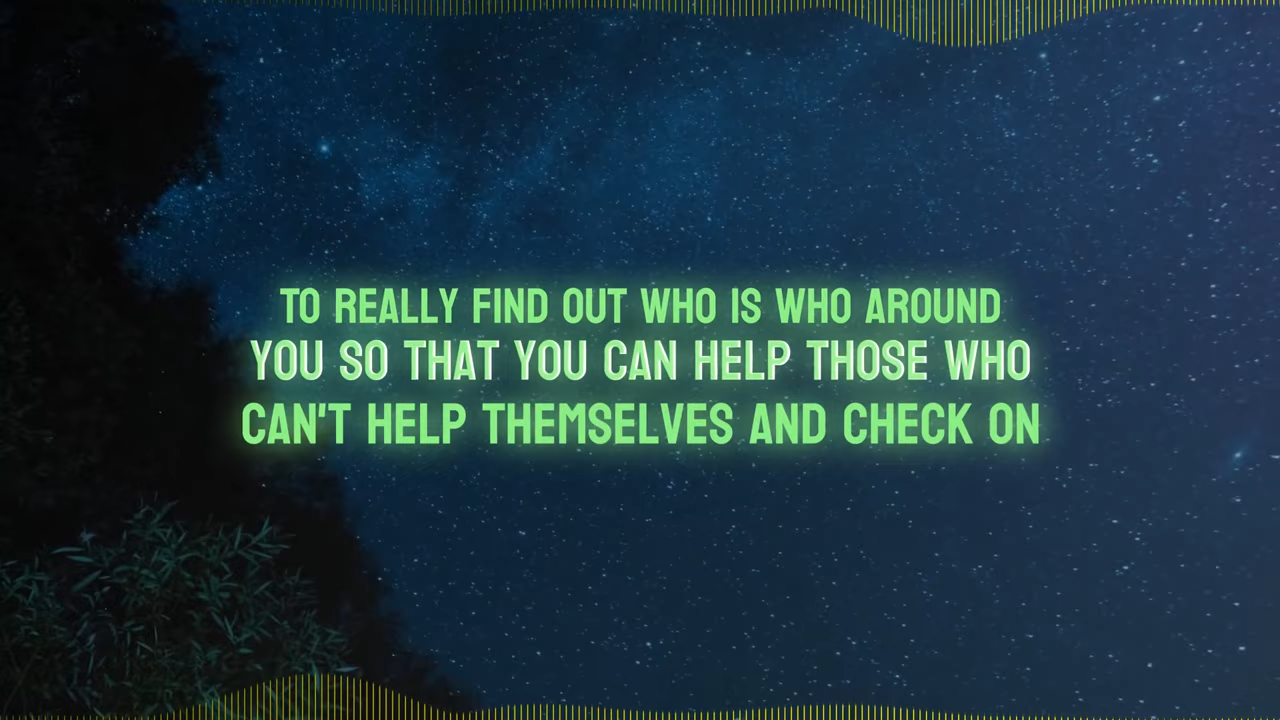 TO REALLY FIND OUT WHO IS WHO AROUND
YOU SO THAT YOU CAN HELP THOSE WHO
CAN'T HELP THEMSELVES AND CHECK ON